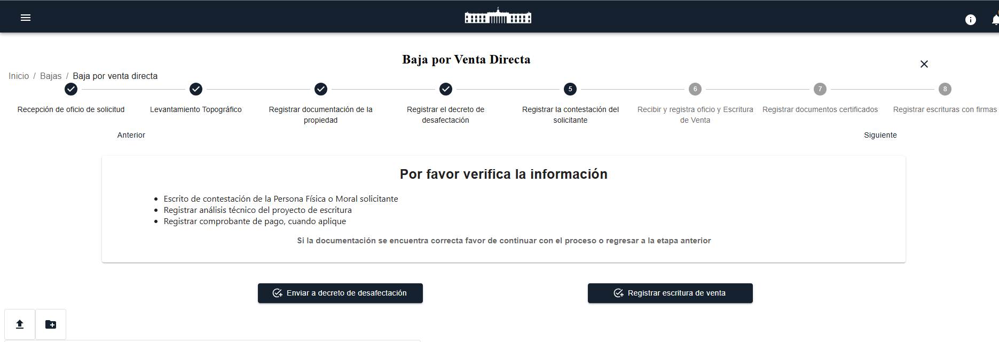 Baja por Venta Directa
Inicio / Bajas / Baja por venta directa
5
6
7
8
Recepción de oficio de solicitud
Levantamiento Topográfico
Registrar documentación de la
propiedad
Registrar el decreto de
desafectación
Registrar la contestación del
solicitante
Recibir y registra oficio y Escritura
de Venta
Registrar documentos certificados
Registrar escrituras con firmas
Anterior
Siguiente
Por favor verifica la información
• Escrito de contestación de la Persona Física o Moral solicitante
• Registrar análisis técnico del proyecto de escritura
• Registrar comprobante de pago, cuando aplique
Si la documentación se encuentra correcta favor de continuar con el proceso o regresar a la etapa anterior
Enviar a decreto de desafectación
Registrar escritura de venta